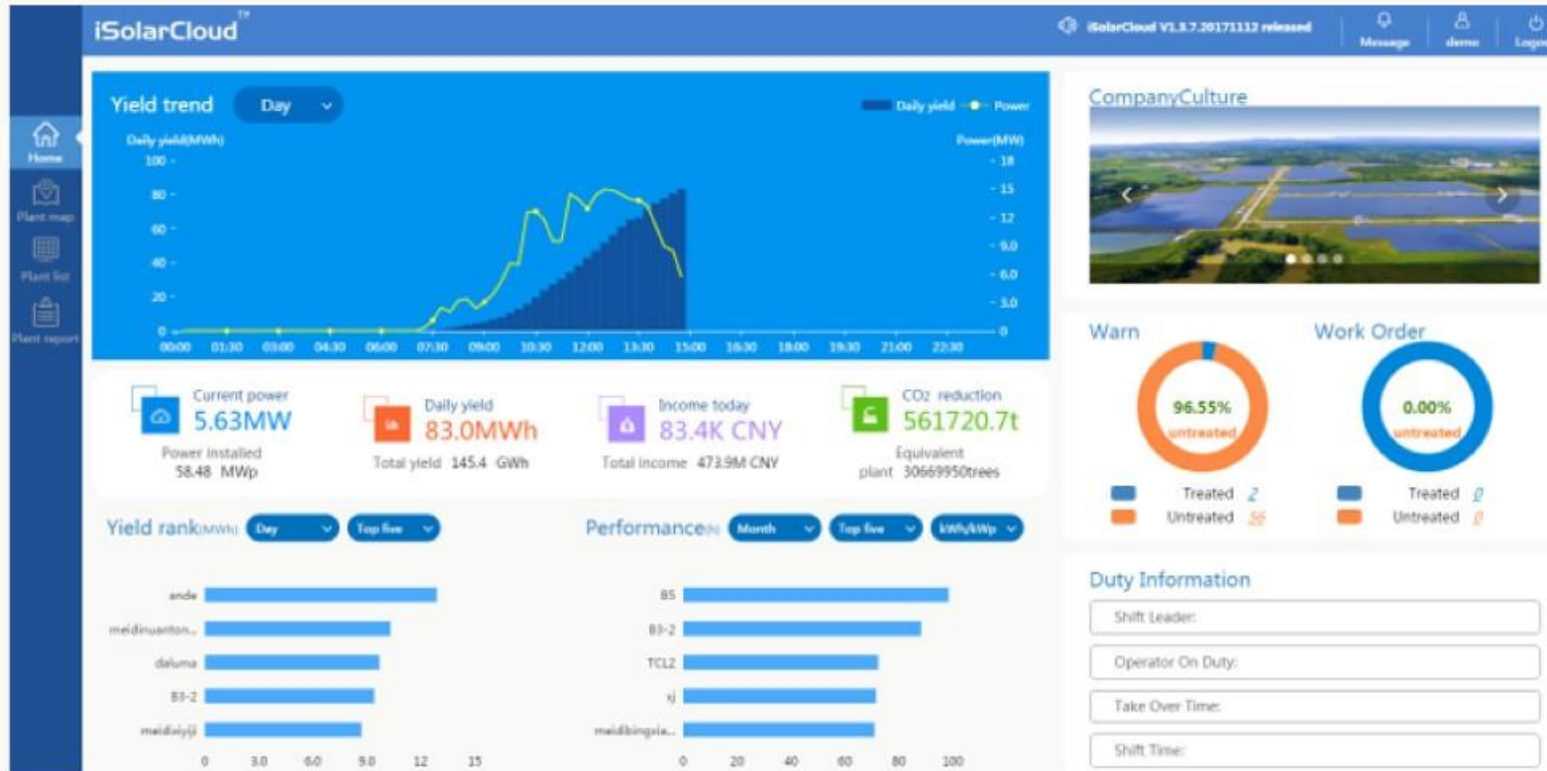 iSolarCloud™
iSolarCloud V1.3.7.20171112 released
Message
demo
Home
Plant map
Plant list
Plant report
Yield trend
Day
Daily yield
Power
Daily yield(MWh)
Power(MW)
100
80
60
40
20
0
18
15
12
9.0
6.0
3.0
0
00:00 01:30 03:00 04:30 06:00 07:30 09:00 10:30 12:00 13:30 15:00 16:30 18:00 19:30 21:00 22:30
Current power
5.63MW
Power installed
58.48 MWp
Daily yield
83.0MWh
Total yield 145.4 GWh
Income today
83.4K CNY
Total income 473.9M CNY
CO2 reduction
561720.7t
Equivalent
plant 30669950trees
Yield rank(MWh)
Day
Top five
ande
meidinuanton...
daluma
B3-2
meidixiyiji
0 3.0 6.0 9.0 12 15
Performance(h)
Month
Top five
kWh/kWp
B5
B3-2
TCL2
xj
meidibingxia...
0 20 40 60 80 100
CompanyCulture
Warn
96.55%
untreated
Treated 2
Untreated 56
Work Order
0.00%
untreated
Treated 0
Untreated 0
Duty Information
Shift Leader:
Operator On Duty:
Take Over Time:
Shift Time: